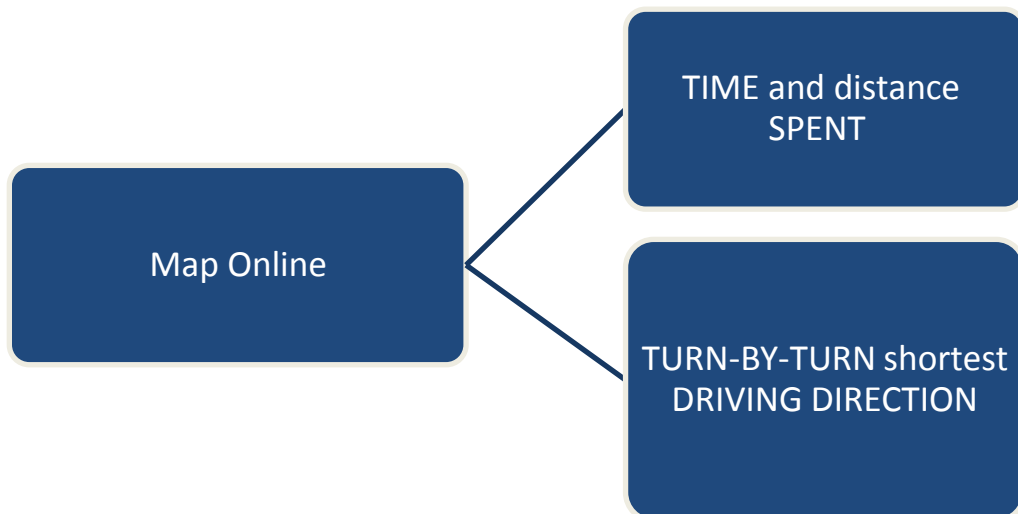 Map Online
TIME and distance
SPENT
TURN-BY-TURN shortest
DRIVING DIRECTION